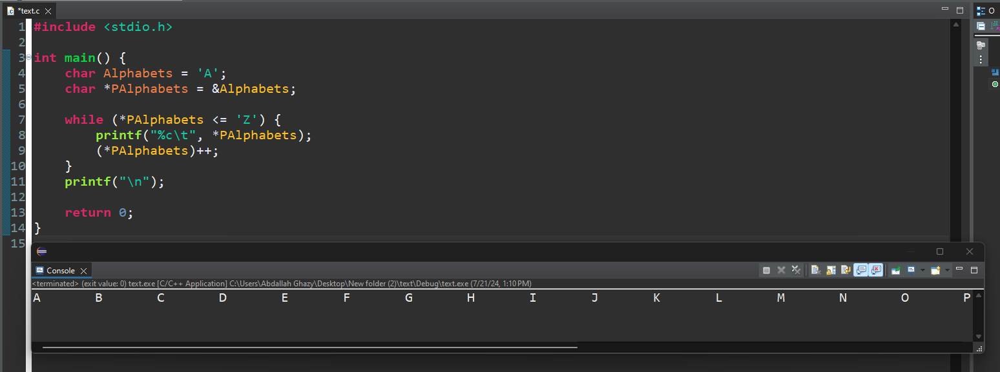 *text.c
O
1 #include <stdio.h>
2
3 int main() {
4     char Alphabets = 'A';
5     char *PAlphabets = &Alphabets;
6
7     while (*PAlphabets <= 'Z') {
8         printf("%c\t", *PAlphabets);
9         (*PAlphabets)++;
10     }
11     printf("\n");
12
13     return 0;
14 }
15
Console
<terminated> (exit value: 0) text.exe [C/C++ Application] C:\Users\Abdallah Ghazy\Desktop\New folder (2)\text\Debug\text.exe (7/21/24, 1:10 PM)
A B C D E F G H I J K L M N O P